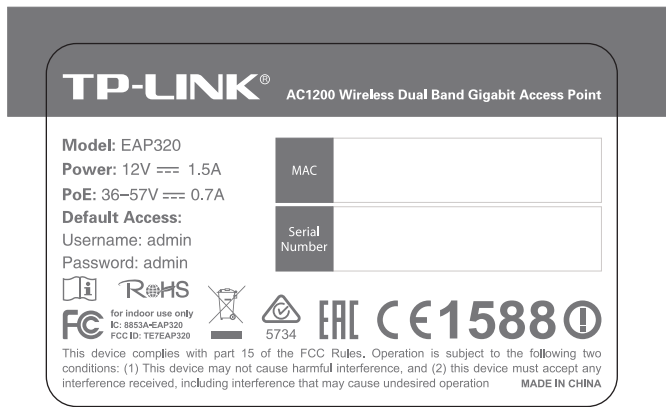 TP-LINK®
AC1200 Wireless Dual Band Gigabit Access Point
Model: EAP320
Power: 12V ⎓ 1.5A
PoE: 36–57V ⎓ 0.7A
Default Access:
Username: admin
Password: admin
MAC
Serial
Number
i RoHS
FC for indoor use only
IC: 8853A-EAP320
FCC ID: TE7EAP320
5734
EAC CE1588
This device complies with part 15 of the FCC Rules. Operation is subject to the following two
conditions: (1) This device may not cause harmful interference, and (2) this device must accept any
interference received, including interference that may cause undesired operation MADE IN CHINA